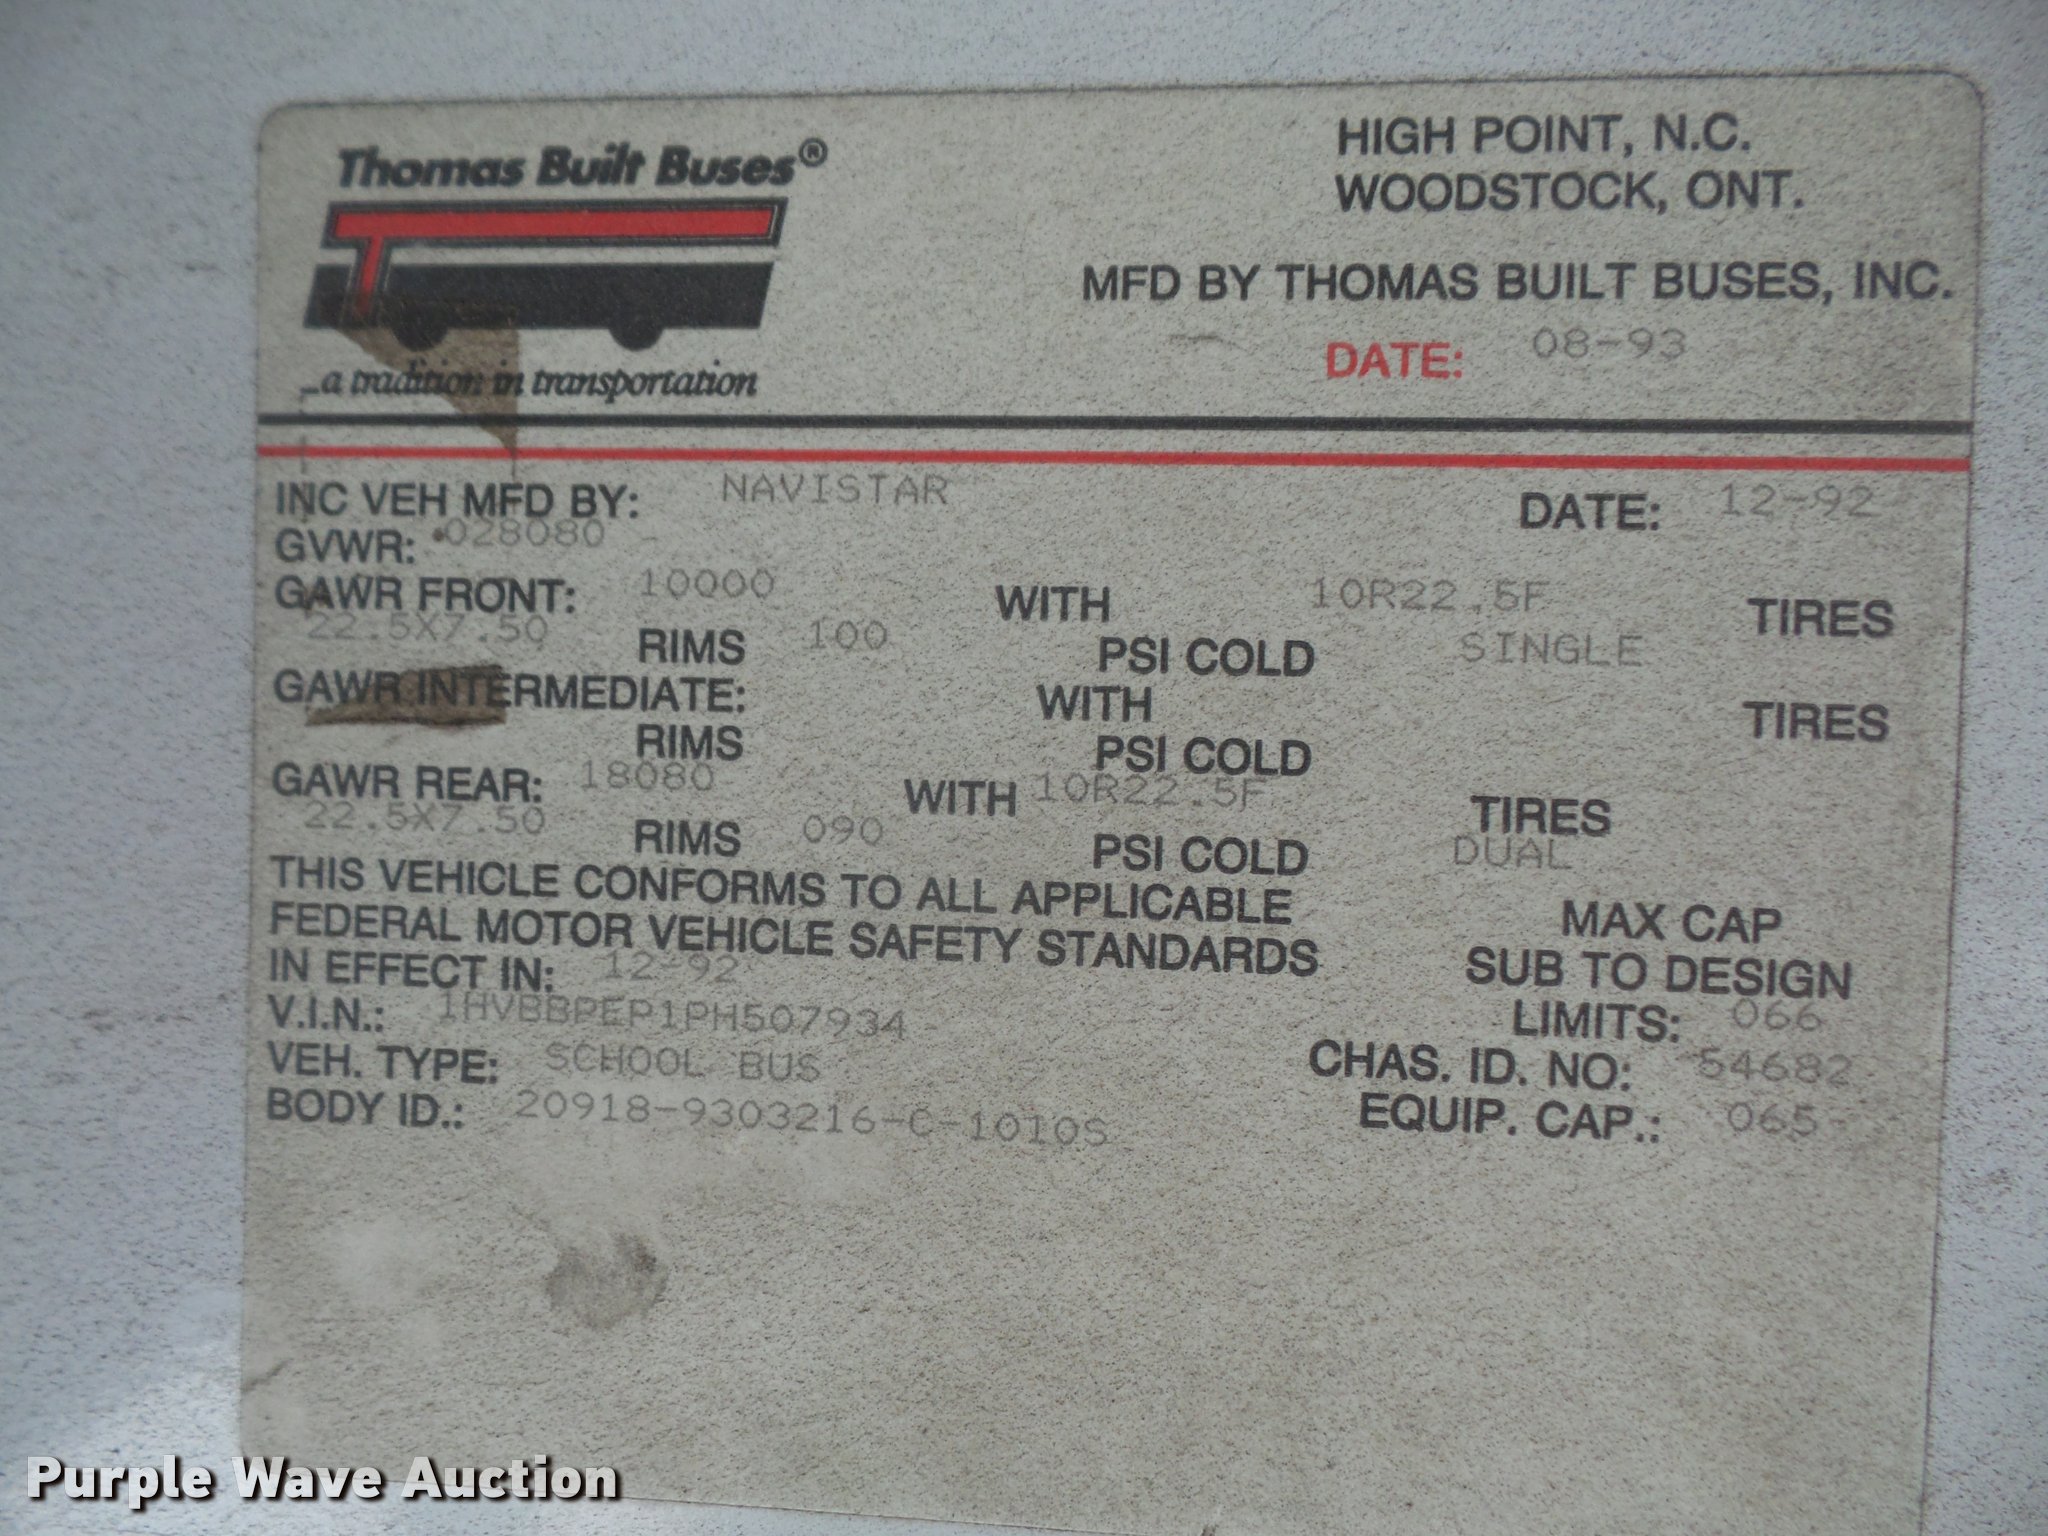 Thomas Built Buses®
T
...a tradition in transportation
HIGH POINT, N.C.
WOODSTOCK, ONT.
MFD BY THOMAS BUILT BUSES, INC.
DATE: 08-93
INC VEH MFD BY: NAVISTAR DATE: 12-92
GVWR: 028080
GAWR FRONT: 10000 WITH 10R22.5F TIRES
22.5X7.50 RIMS 100 PSI COLD SINGLE
GAWR INTERMEDIATE: WITH TIRES
RIMS PSI COLD
GAWR REAR: 18080 WITH 10R22.5F TIRES
22.5X7.50 RIMS 090 PSI COLD DUAL
THIS VEHICLE CONFORMS TO ALL APPLICABLE
FEDERAL MOTOR VEHICLE SAFETY STANDARDS
IN EFFECT IN: 12-92
MAX CAP
SUB TO DESIGN
LIMITS: 066
V.I.N.: 1HVBBPEP1PH507934
VEH. TYPE: SCHOOL BUS CHAS. ID. NO: 54682
BODY ID.: 20918-9303216-C-1010S EQUIP. CAP.: 065
Purple Wave Auction